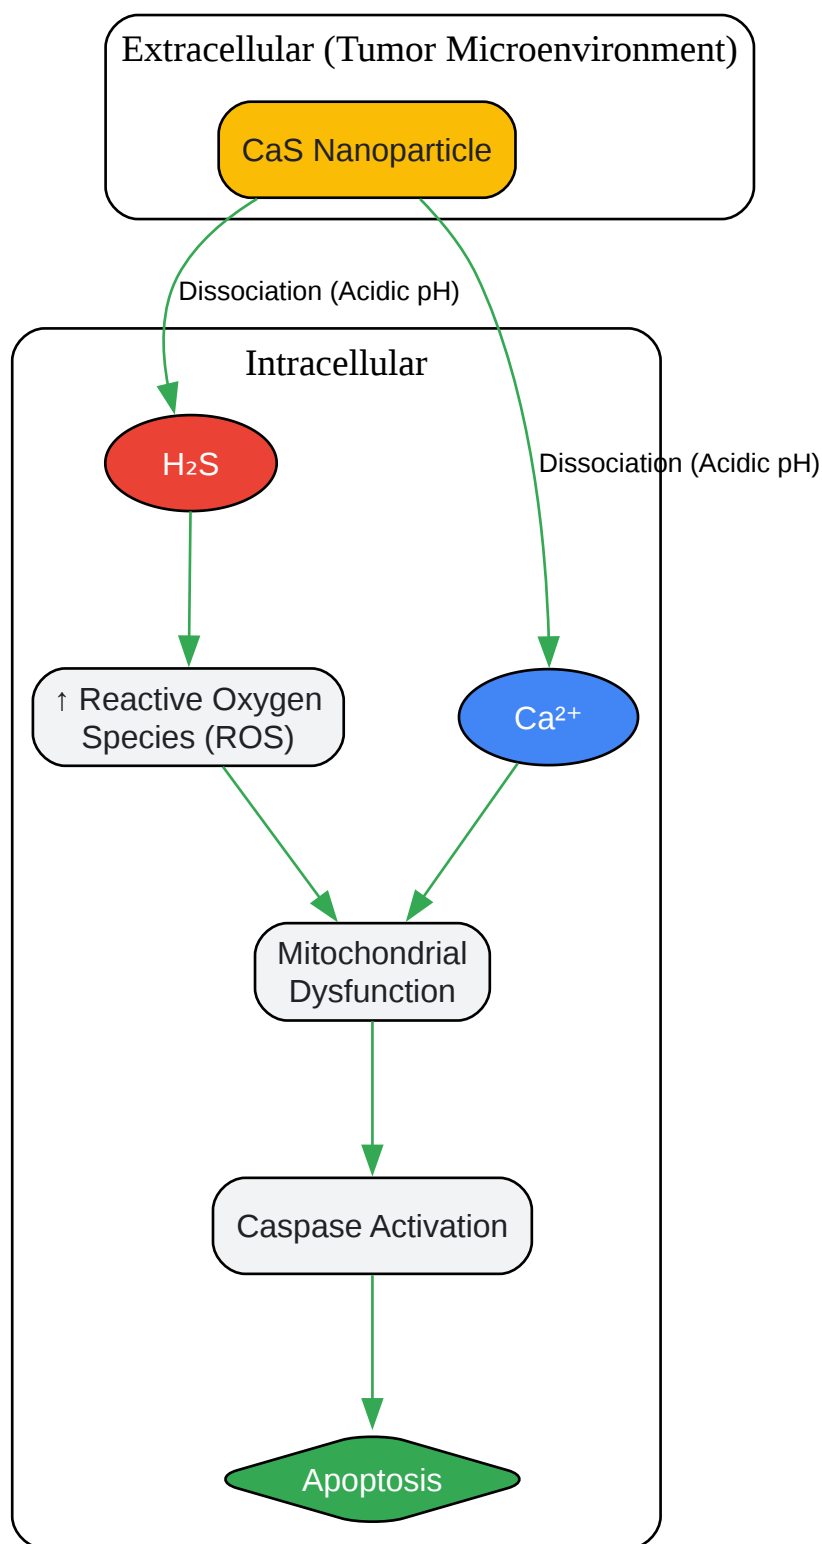 Extracellular (Tumor Microenvironment)
CaS Nanoparticle
Dissociation (Acidic pH)
Intracellular
H₂S
Dissociation (Acidic pH)
↑ Reactive Oxygen
Species (ROS)
Ca²⁺
Mitochondrial
Dysfunction
Caspase Activation
Apoptosis